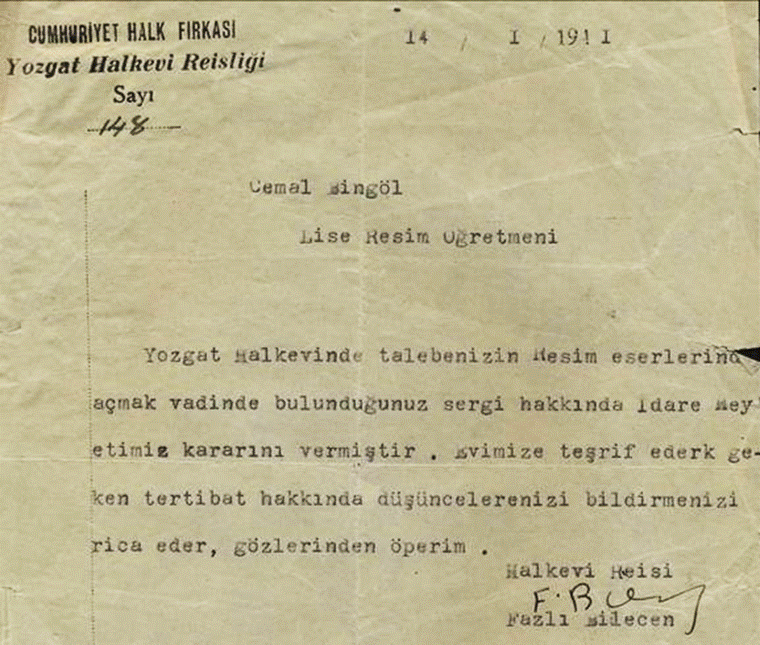 CUMHURİYET HALK FIRKASI
Yozgat Halkevi Reisliği
Sayı
148
14 / I / 1941
Cemal Bingöl
Lise Resim Öğretmeni
Yozgat Halkevinde talebenizin Resim eserlerind
açmak vadinde bulunduğunuz sergi hakkında İdare Hey'
etimiz kararını vermiştir . Evimize teşrif ederk ge-
ken tertibat hakkında düşüncelerenizi bildirmenizi
rica eder, gözlerinden öperim .
Halkevi Reisi
F. B
Fazlı Bilecen